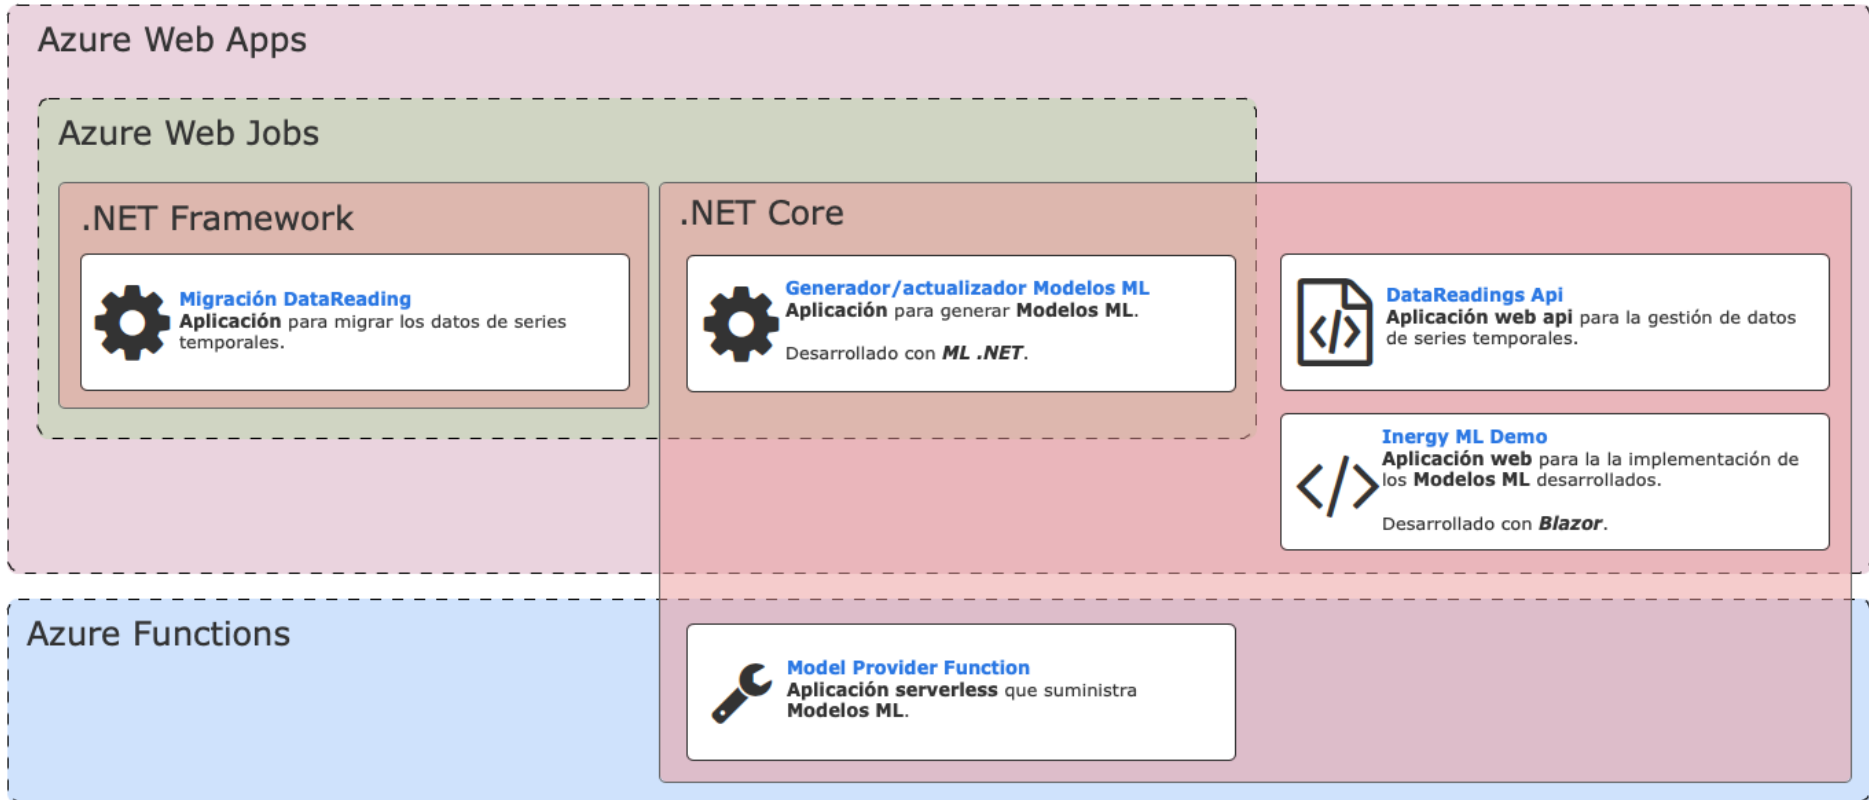 Azure Web Apps
Azure Web Jobs
.NET Framework
Migración DataReading
Aplicación para migrar los datos de series
temporales.
.NET Core
Generador/actualizador Modelos ML
Aplicación para generar Modelos ML.
Desarrollado con ML .NET.
DataReadings Api
Aplicación web api para la gestión de datos
de series temporales.
Inergy ML Demo
Aplicación web para la la implementación de
los Modelos ML desarrollados.
Desarrollado con Blazor.
Azure Functions
Model Provider Function
Aplicación serverless que suministra
Modelos ML.